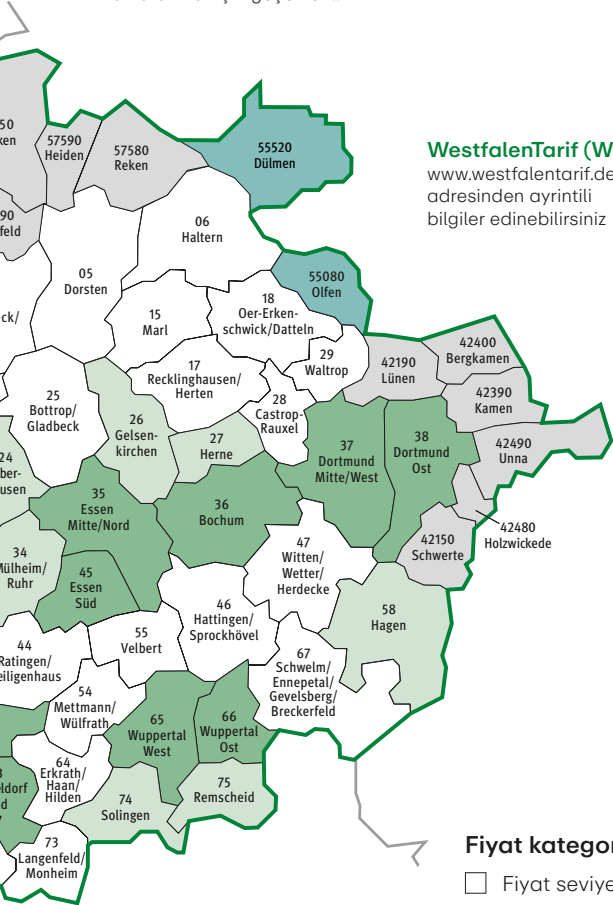 57590
Heiden
57580
Reken
55520
Dülmen
WestfalenTarif
www.westfalentarif.de
adresinden ayrintili
bilgiler edinebilirsiniz
06
Haltern
05
Dorsten
55080
Olfen
15
Marl
18
Oer-Erken-
schwick/Datteln
29
Waltrop
42190
Lünen
42400
Bergkamen
42390
Kamen
42490
Unna
17
Recklinghausen/
Herten
28
Castrop-
Rauxel
25
Bottrop/
Gladbeck
26
Gelsen-
kirchen
27
Herne
37
Dortmund
Mitte/West
38
Dortmund
Ost
35
Essen
Mitte/Nord
36
Bochum
42480
Holzwickede
42150
Schwerte
47
Witten/
Wetter/
Herdecke
34
Mülheim/
Ruhr
45
Essen
Süd
46
Hattingen/
Sprockhövel
58
Hagen
44
Ratingen/
eiligenhaus
55
Velbert
67
Schwelm/
Ennepetal/
Gevelsberg/
Breckerfeld
54
Mettmann/
Wülfrath
65
Wuppertal
West
66
Wuppertal
Ost
64
Erkrath/
Haan/
Hilden
74
Solingen
75
Remscheid
73
Langenfeld/
Monheim
Fiyat kategor
Fiyat seviye